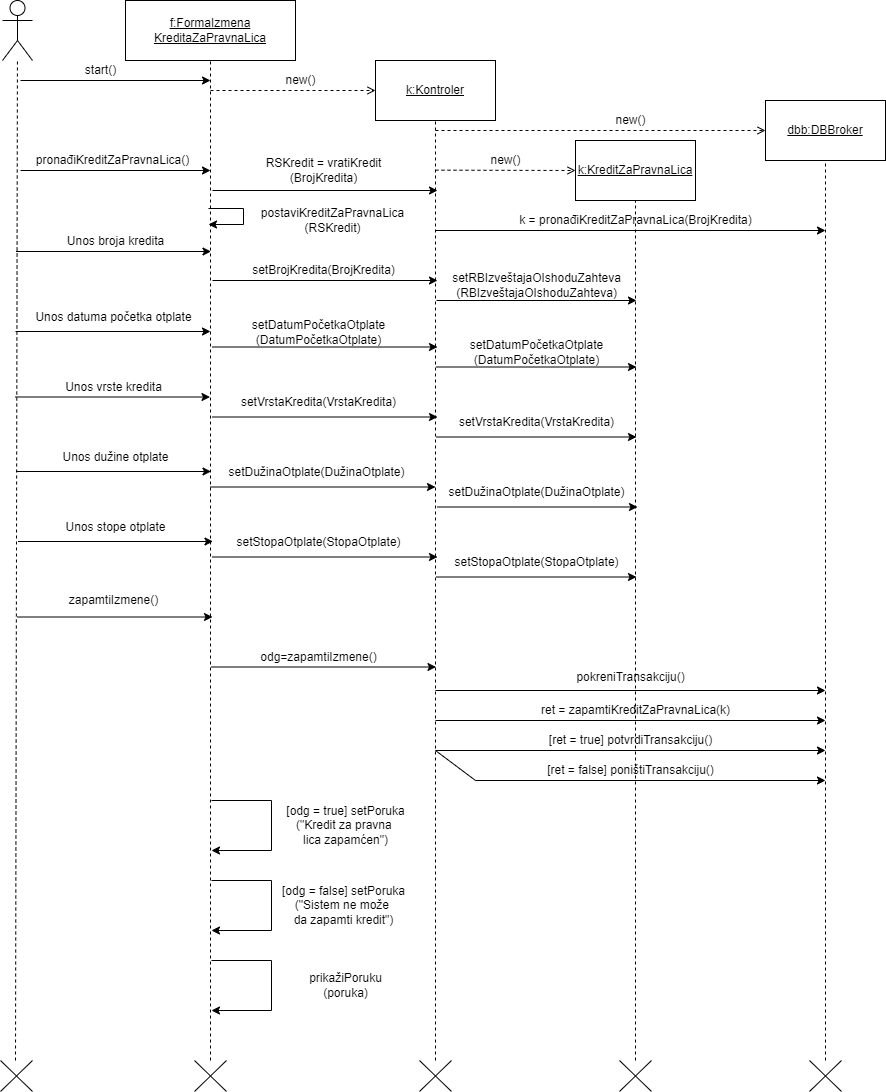 f:FormaIzmena
KreditaZaPravnaLica
start()
new()
k:Kontroler
new()
dbb:DBBroker
pronađiKreditZaPravnaLica()
RSKredit = vratiKredit
(BrojKredita)
new()
k:KreditZaPravnaLica
postaviKreditZaPravnaLica
(RSKredit)
k = pronađiKreditZaPravnaLica(BrojKredita)
Unos broja kredita
setBrojKredita(BrojKredita)
setRBIzveštajaOIshoduZahteva
(RBIzveštajaOIshoduZahteva)
Unos datuma početka otplate
setDatumPočetkaOtplate
(DatumPočetkaOtplate)
setDatumPočetkaOtplate
(DatumPočetkaOtplate)
Unos vrste kredita
setVrstaKredita(VrstaKredita)
setVrstaKredita(VrstaKredita)
Unos dužine otplate
setDužinaOtplate(DužinaOtplate)
setDužinaOtplate(DužinaOtplate)
Unos stope otplate
setStopaOtplate(StopaOtplate)
setStopaOtplate(StopaOtplate)
zapamtiIzmene()
odg=zapamtiIzmene()
pokreniTransakciju()
ret = zapamtiKreditZaPravnaLica(k)
[ret = true] potvrdiTransakciju()
[ret = false] poništiTransakciju()
[odg = true] setPoruka
("Kredit za pravna
lica zapamćen")
[odg = false] setPoruka
("Sistem ne može
da zapamti kredit")
prikažiPoruku
(poruka)